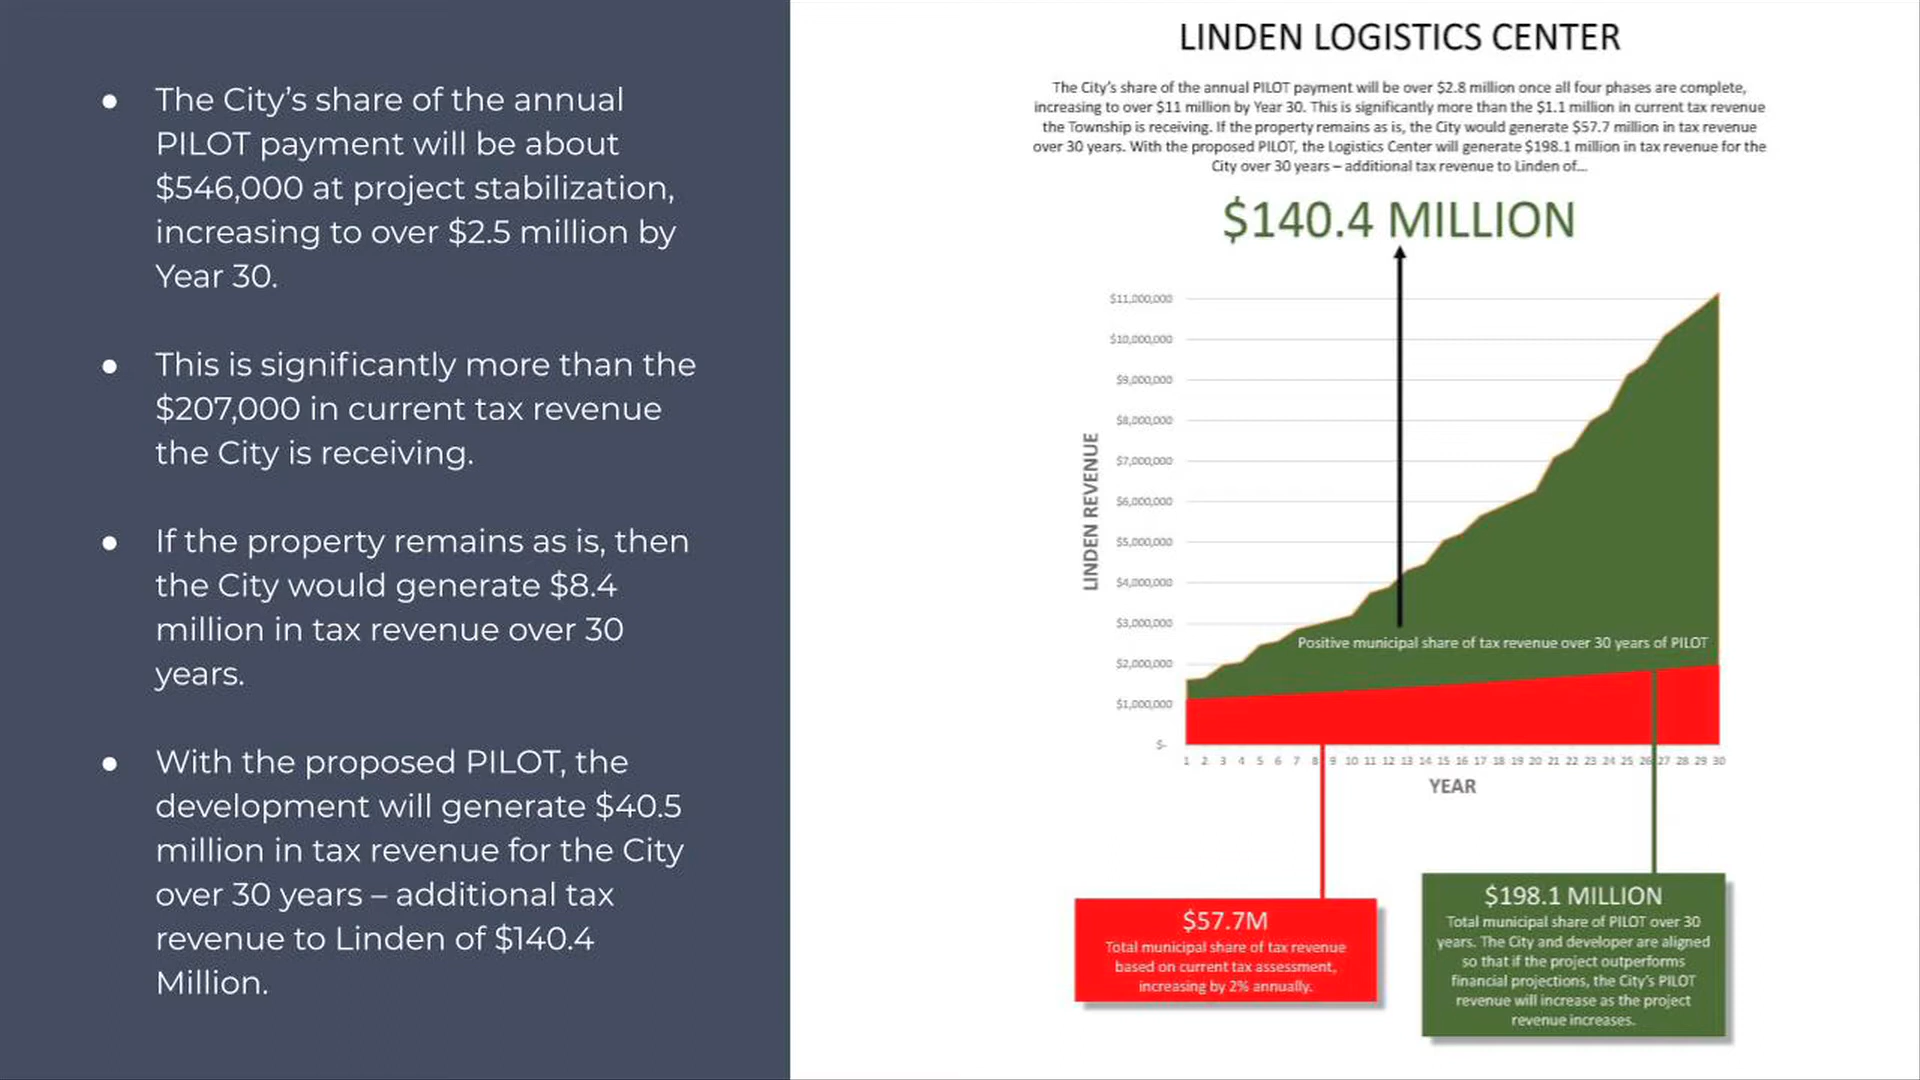 ● The City’s share of the annual
PILOT payment will be about
$546,000 at project stabilization,
increasing to over $2.5 million by
Year 30.
● This is significantly more than the
$207,000 in current tax revenue
the City is receiving.
● If the property remains as is, then
the City would generate $8.4
million in tax revenue over 30
years.
● With the proposed PILOT, the
development will generate $40.5
million in tax revenue for the City
over 30 years – additional tax
revenue to Linden of $140.4
Million.
LINDEN LOGISTICS CENTER
The City’s share of the annual PILOT payment will be over $2.8 million once all four phases are complete,
increasing to over $11 million by Year 30. This is significantly more than the $1.1 million in current tax revenue
the Township is receiving. If the property remains as is, the City would generate $57.7 million in tax revenue
over 30 years. With the proposed PILOT, the Logistics Center will generate $198.1 million in tax revenue for the
City over 30 years – additional tax revenue to Linden of...
$140.4 MILLION
LINDEN REVENUE
$11,000,000
$10,000,000
$9,000,000
$8,000,000
$7,000,000
$6,000,000
$5,000,000
$4,000,000
$3,000,000
Positive municipal share of tax revenue over 30 years of PILOT
$2,000,000
$1,000,000
$-
1 2 3 4 5 6 7 8 9 10 11 12 13 14 15 16 17 18 19 20 21 22 23 24 25 26 27 28 29 30
YEAR
$57.7M
Total municipal share of tax revenue
based on current tax assessment,
increasing by 2% annually.
$198.1 MILLION
Total municipal share of PILOT over 30
years. The City and developer are aligned
so that if the project outperforms
financial projections, the City’s PILOT
revenue will increase as the project
revenue increases.